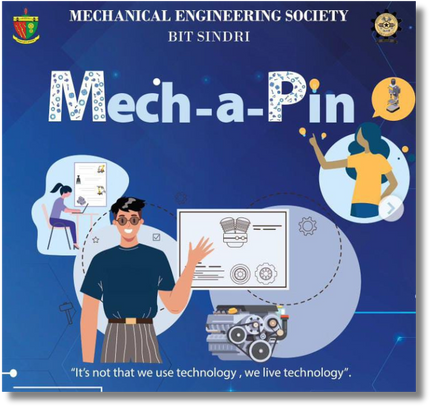 MECHANICAL ENGINEERING SOCIETY
BIT SINDRI
Mech-a-Pin
“It's not that we use technology , we live technology”.